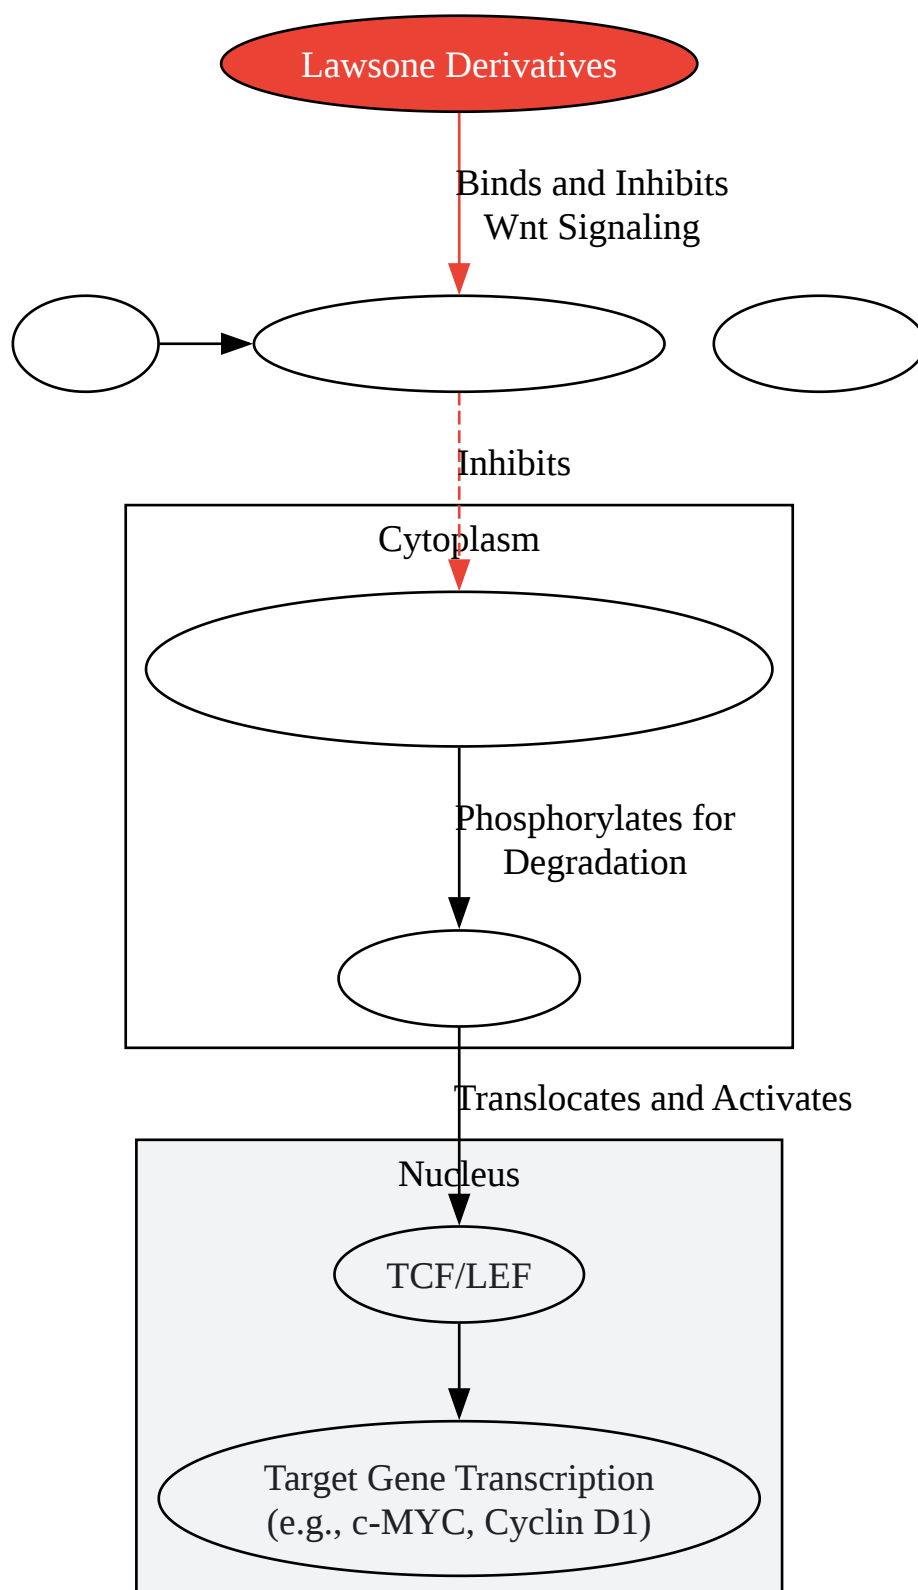 Lawsone Derivatives
Binds and Inhibits
Wnt Signaling
Inhibits
Cytoplasm
Phosphorylates for
Degradation
Translocates and Activates
Nucleus
TCF/LEF
Target Gene Transcription
(e.g., c-MYC, Cyclin D1)